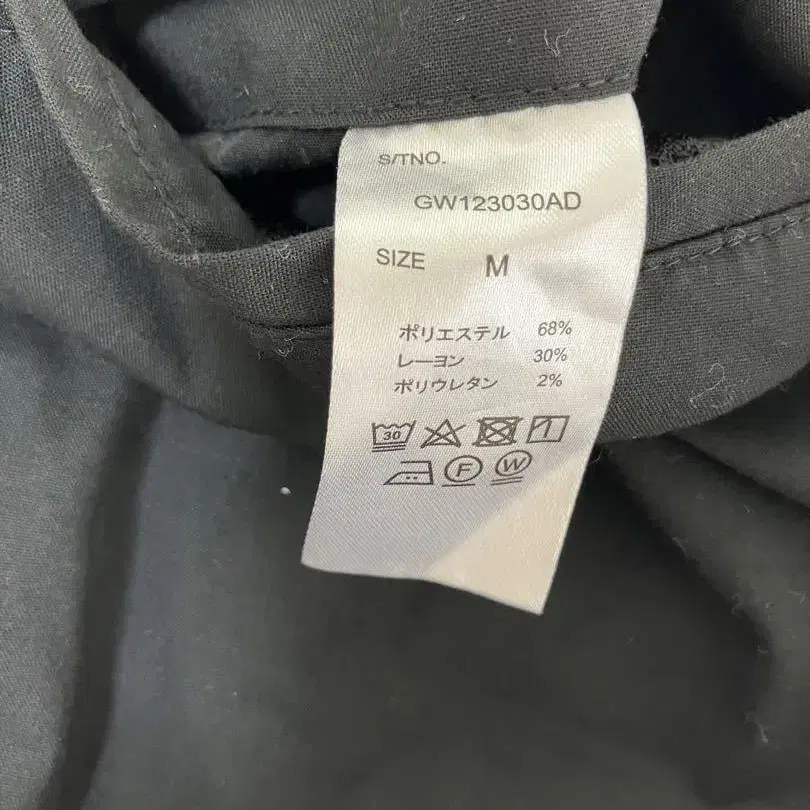 S/TNO.
GW123030AD
SIZE M
ポリエステル 68%
レーヨン 30%
ポリウレタン 2%
30
F W